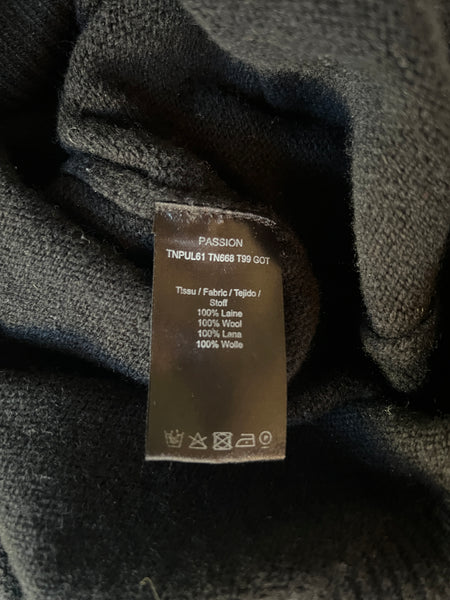 PASSION
TNPUL61 TN668 T99 GOT
Tissu / Fabric / Tejido /
Stoff
100% Laine
100% Wool
100% Lana
100% Wolle